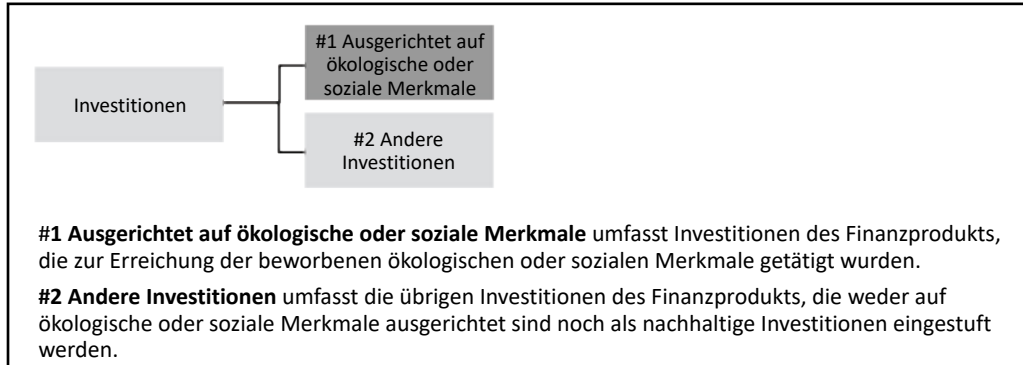 #1 Ausgerichtet auf
ökologische oder
soziale Merkmale
Investitionen
#2 Andere
Investitionen
#1 Ausgerichtet auf ökologische oder soziale Merkmale umfasst Investitionen des Finanzprodukts,
die zur Erreichung der beworbenen ökologischen oder sozialen Merkmale getätigt wurden.
#2 Andere Investitionen umfasst die übrigen Investitionen des Finanzprodukts, die weder auf
ökologische oder soziale Merkmale ausgerichtet sind noch als nachhaltige Investitionen eingestuft
werden.